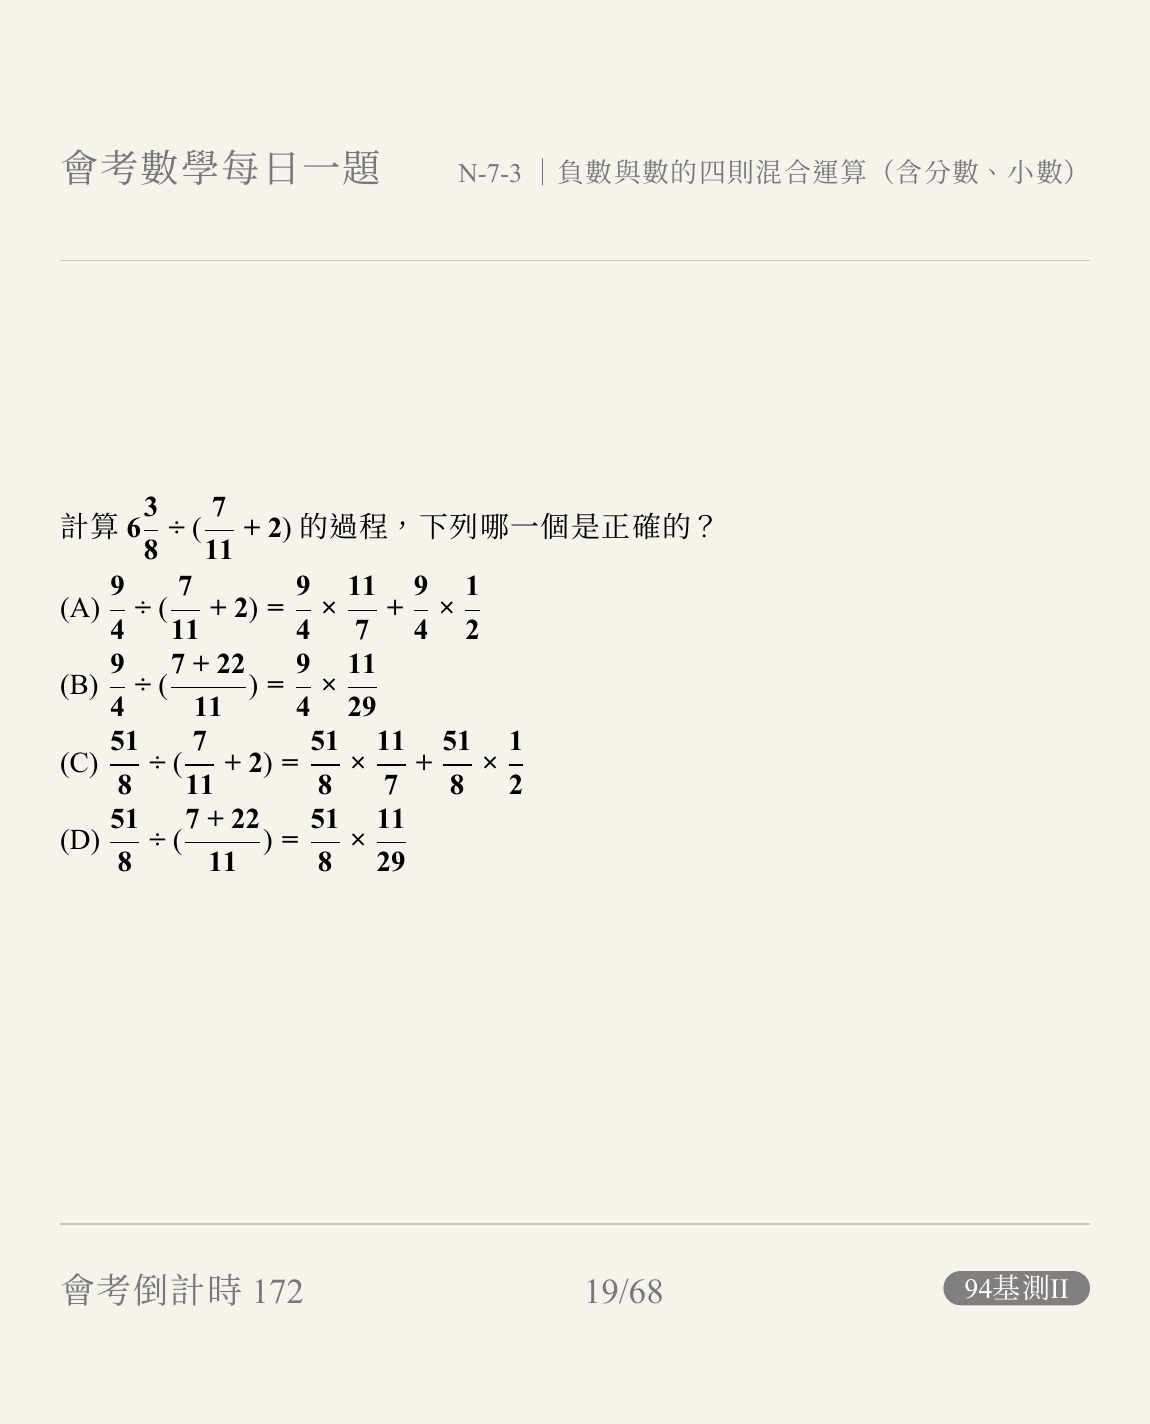 會考數學每日一題
N-7-3｜負數與數的四則混合運算（含分數、小數）
計算 6 3/8 ÷ (7/11 + 2) 的過程，下列哪一個是正確的？
(A) 9/4 ÷ (7/11 + 2) = 9/4 × 11/7 + 9/4 × 1/2
(B) 9/4 ÷ ((7 + 22)/11) = 9/4 × 11/29
(C) 51/8 ÷ (7/11 + 2) = 51/8 × 11/7 + 51/8 × 1/2
(D) 51/8 ÷ ((7 + 22)/11) = 51/8 × 11/29
會考倒計時 172
19/68
94基測II